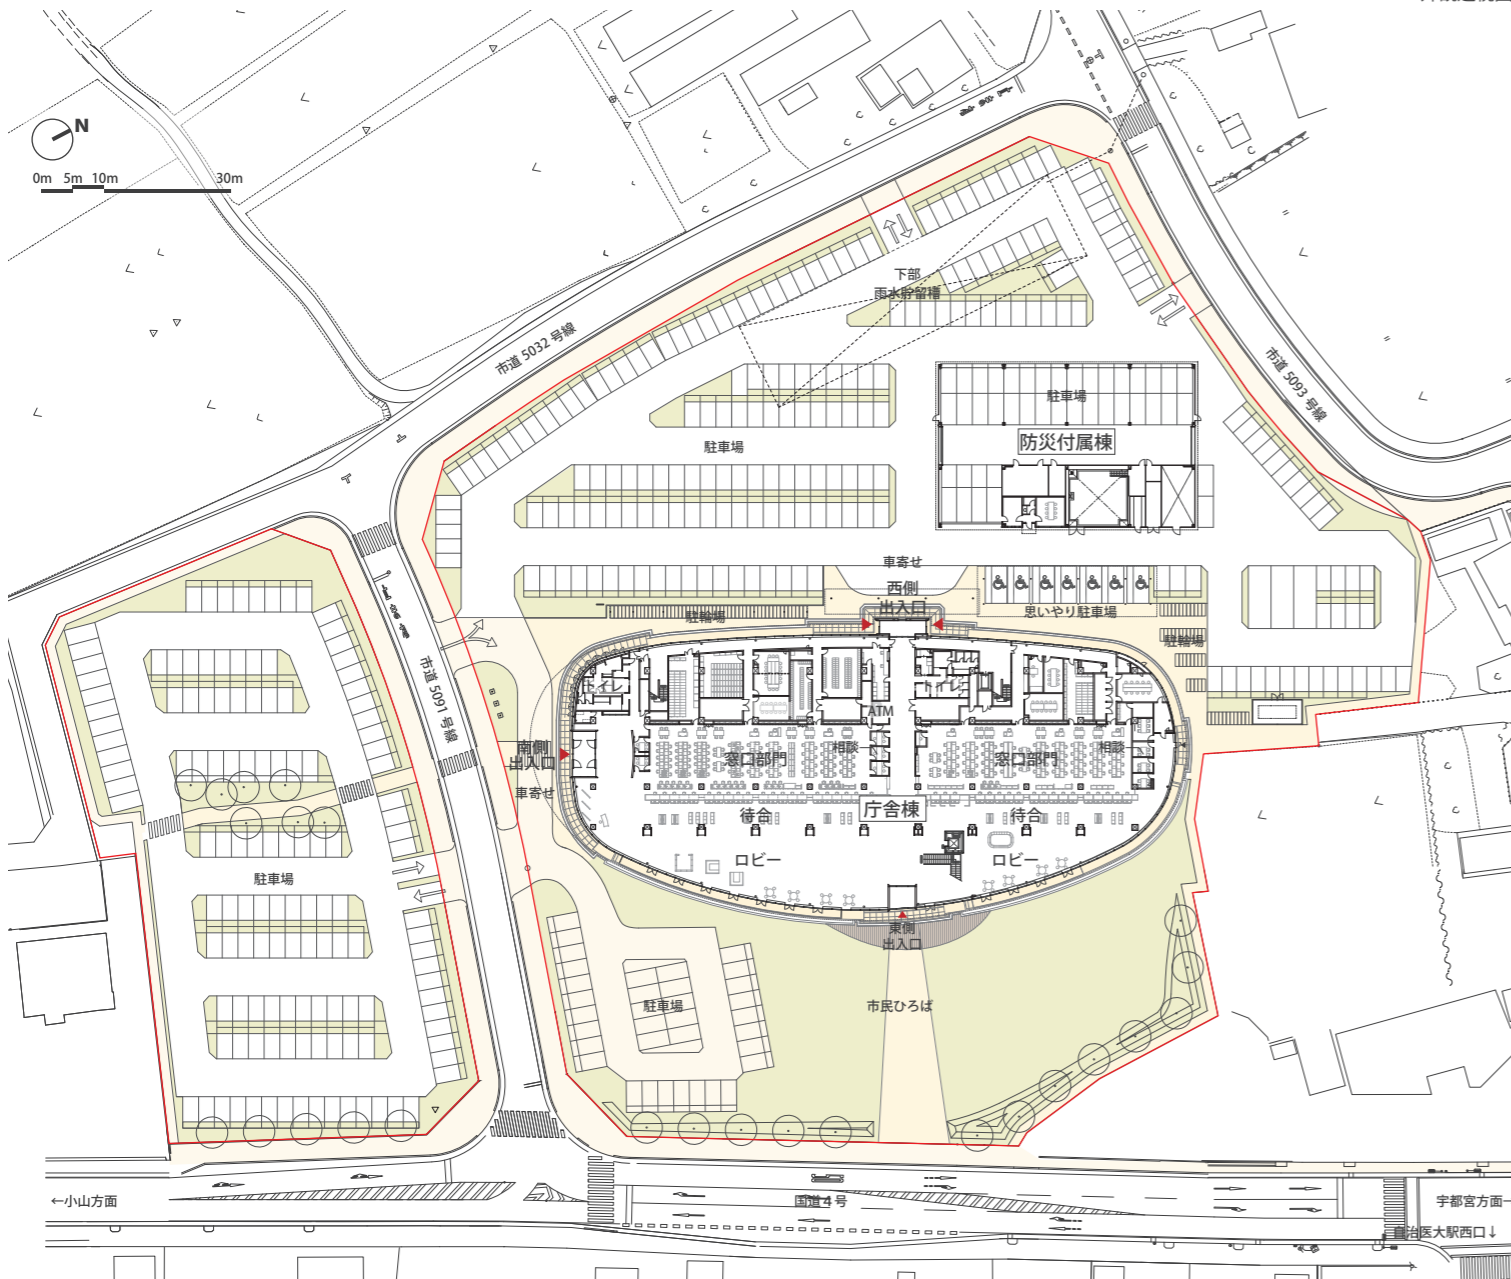 N
0m 5m 10m 30m
下部
雨水貯留槽
市道 5032 号線
市道 5093 号線
駐車場
駐車場
防災付属棟
車寄せ
西側
出入口
思いやり駐車場
駐輪場
駐輪場
市道 5091 号線
トイレ
トイレ
ATM
相談
相談
南側
出入口
窓口部門
窓口部門
車寄せ
庁舎棟
待合
待合
ロビー
ロビー
駐車場
東側
出入口
駐車場
市民ひろば
←小山方面
国道4号
宇都宮方面
自治医大駅西口↓